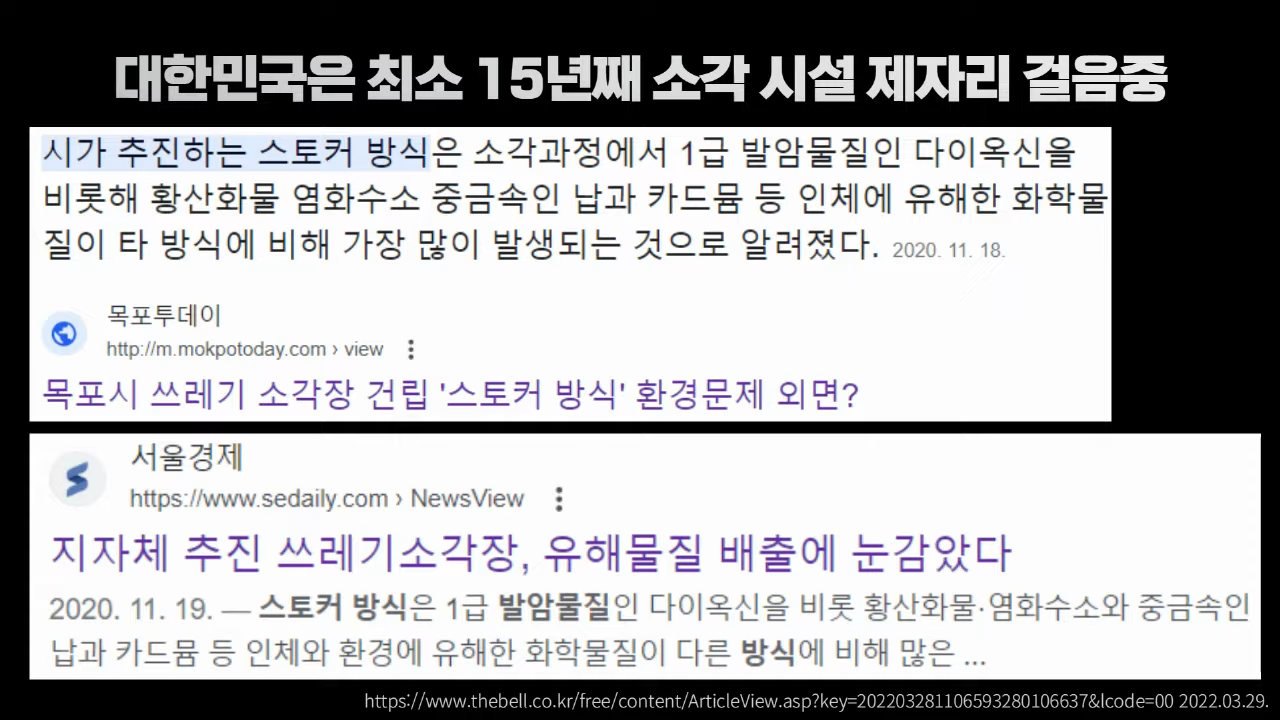 대한민국은 최소 15년째 소각 시설 제자리 걸음중
시가 추진하는 스토커 방식은 소각과정에서 1급 발암물질인 다이옥신을
비롯해 황산화물 염화수소 중금속인 납과 카드뮴 등 인체에 유해한 화학물
질이 타 방식에 비해 가장 많이 발생되는 것으로 알려졌다. 2020. 11. 18.
목포투데이
http://m.mokpotoday.com › view
목포시 쓰레기 소각장 건립 '스토커 방식' 환경문제 외면?
서울경제
https://www.sedaily.com › NewsView
지자체 추진 쓰레기소각장, 유해물질 배출에 눈감았다
2020. 11. 19. — 스토커 방식은 1급 발암물질인 다이옥신을 비롯 황산화물·염화수소와 중금속인
납과 카드뮴 등 인체와 환경에 유해한 화학물질이 다른 방식에 비해 많은 ...
https://www.thebell.co.kr/free/content/ArticleView.asp?key=202203281106593280106637&lcode=00 2022.03.29.